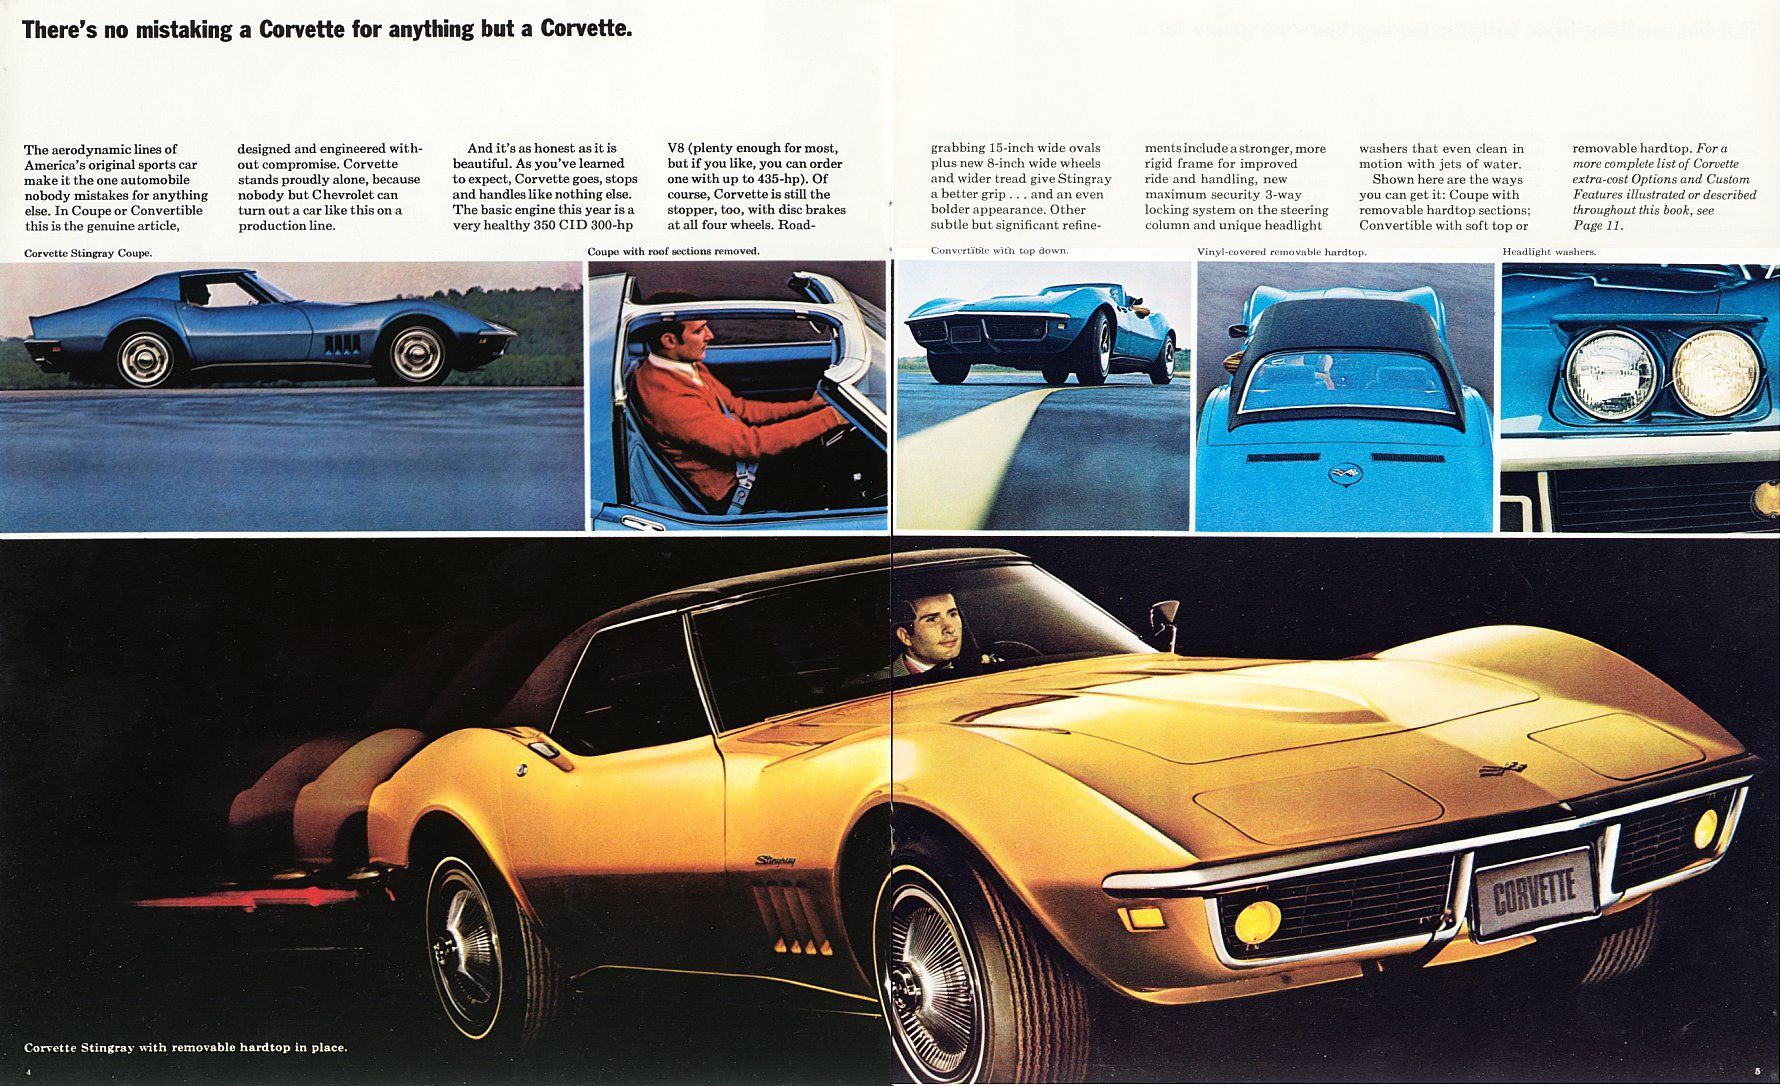 There's no mistaking a Corvette for anything but a Corvette.
The aerodynamic lines of
America's original sports car
make it the one automobile
nobody mistakes for anything
else. In Coupe or Convertible
this is the genuine article,
designed and engineered with-
out compromise. Corvette
stands proudly alone, because
nobody but Chevrolet can
turn out a car like this on a
production line.
And it's as honest as it is
beautiful. As you've learned
to expect, Corvette goes, stops
and handles like nothing else.
The basic engine this year is a
very healthy 350 CID 300-hp
V8 (plenty enough for most,
but if you like, you can order
one with up to 435-hp). Of
course, Corvette is still the
stopper, too, with disc brakes
at all four wheels. Road-
grabbing 15-inch wide ovals
plus new 8-inch wide wheels
and wider tread give Stingray
a better grip . . . and an even
bolder appearance. Other
subtle but significant refine-
ments include a stronger, more
rigid frame for improved
ride and handling, new
maximum security 3-way
locking system on the steering
column and unique headlight
washers that even clean in
motion with jets of water.
Shown here are the ways
you can get it: Coupe with
removable hardtop sections;
Convertible with soft top or
removable hardtop. For a
more complete list of Corvette
extra-cost Options and Custom
Features illustrated or described
throughout this book, see
Page 11.
Corvette Stingray Coupe.
Coupe with roof sections removed.
Convertible with top down.
Vinyl-covered removable hardtop.
Headlight washers.
Stingray
CORVETTE
Corvette Stingray with removable hardtop in place.
4
5